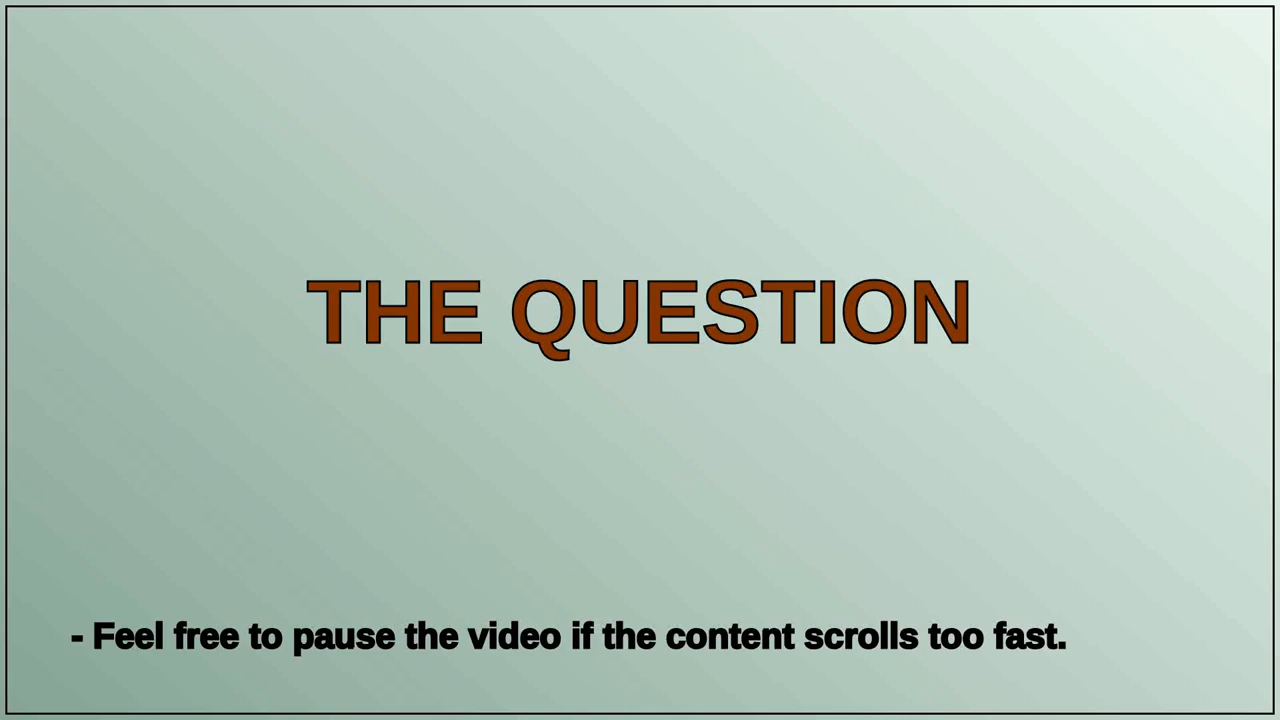 THE QUESTION
- Feel free to pause the video if the content scrolls too fast.